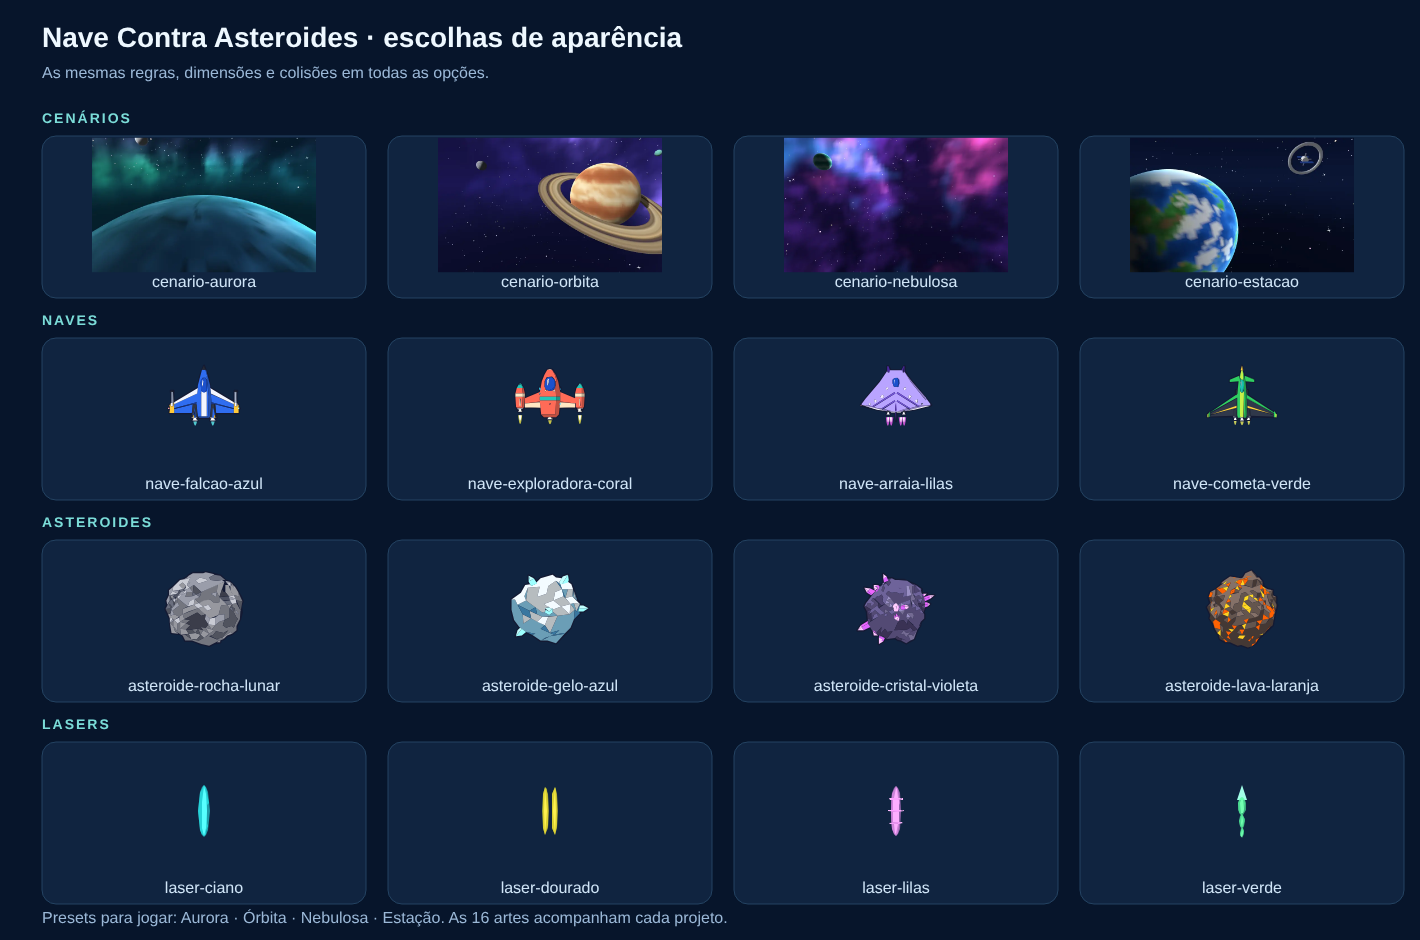 Nave Contra Asteroides · escolhas de aparência
As mesmas regras, dimensões e colisões em todas as opções.
CENÁRIOS
cenario-aurora
cenario-orbita
cenario-nebulosa
cenario-estacao
NAVES
nave-falcao-azul
nave-exploradora-coral
nave-arraia-lilas
nave-cometa-verde
ASTEROIDES
asteroide-rocha-lunar
asteroide-gelo-azul
asteroide-cristal-violeta
asteroide-lava-laranja
LASERS
laser-ciano
laser-dourado
laser-lilas
laser-verde
Presets para jogar: Aurora · Órbita · Nebulosa · Estação. As 16 artes acompanham cada projeto.